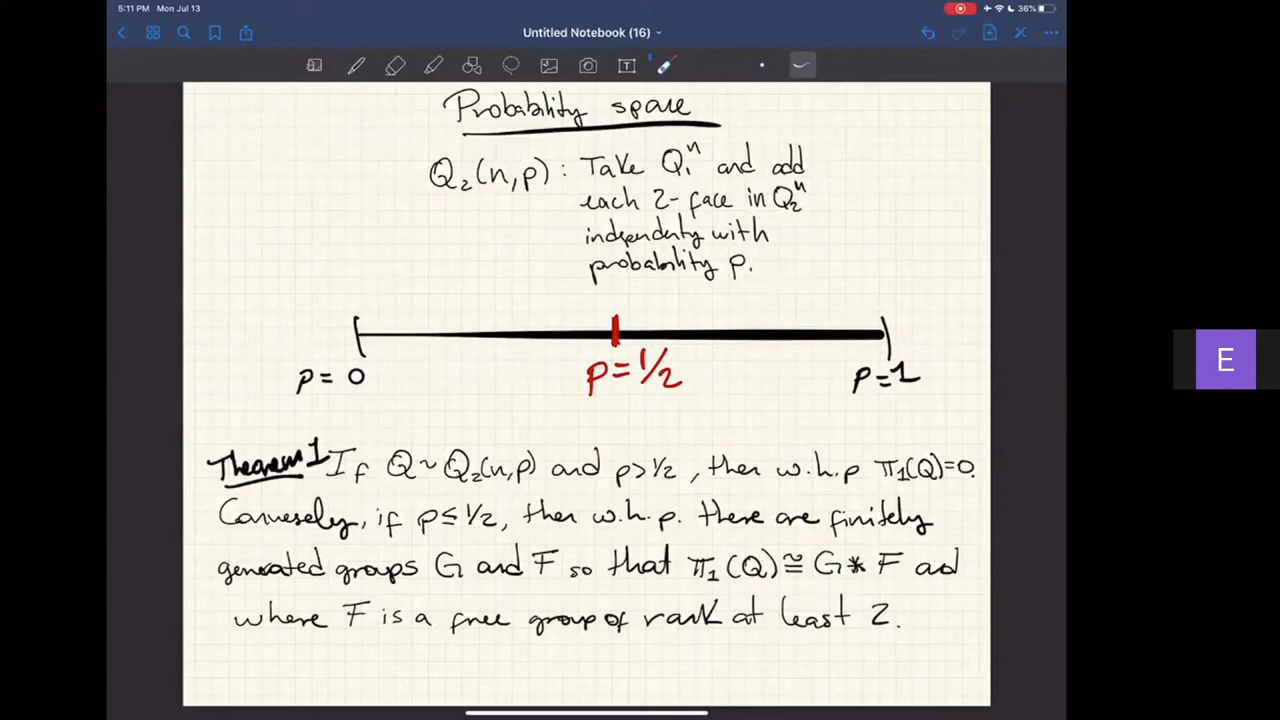 5:11 PM Mon Jul 13
36%
Untitled Notebook (16)
Probability space
Q₂(n,p): Take Q₁ⁿ and add
each 2-face in Q₂ⁿ
independenty with
probability p.
p = 0
p = 1/2
p = 1
Theorem 1 If Q ~ Q₂(n,p) and p > 1/2, then w.h.p π₁(Q)=0.
Convesely, if p ≤ 1/2, then w.h.p. there are finitely
generated groups G and F so that π₁(Q) ≅ G * F and
where F is a free group of rank at least 2.
E